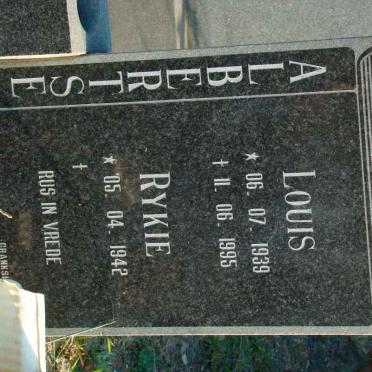 ALBERTSE
LOUIS
★ 06. 07. 1939
✝ 11. 06. 1995
RYKIE
★ 05. 04. 1942
✝
RUS IN VREDE